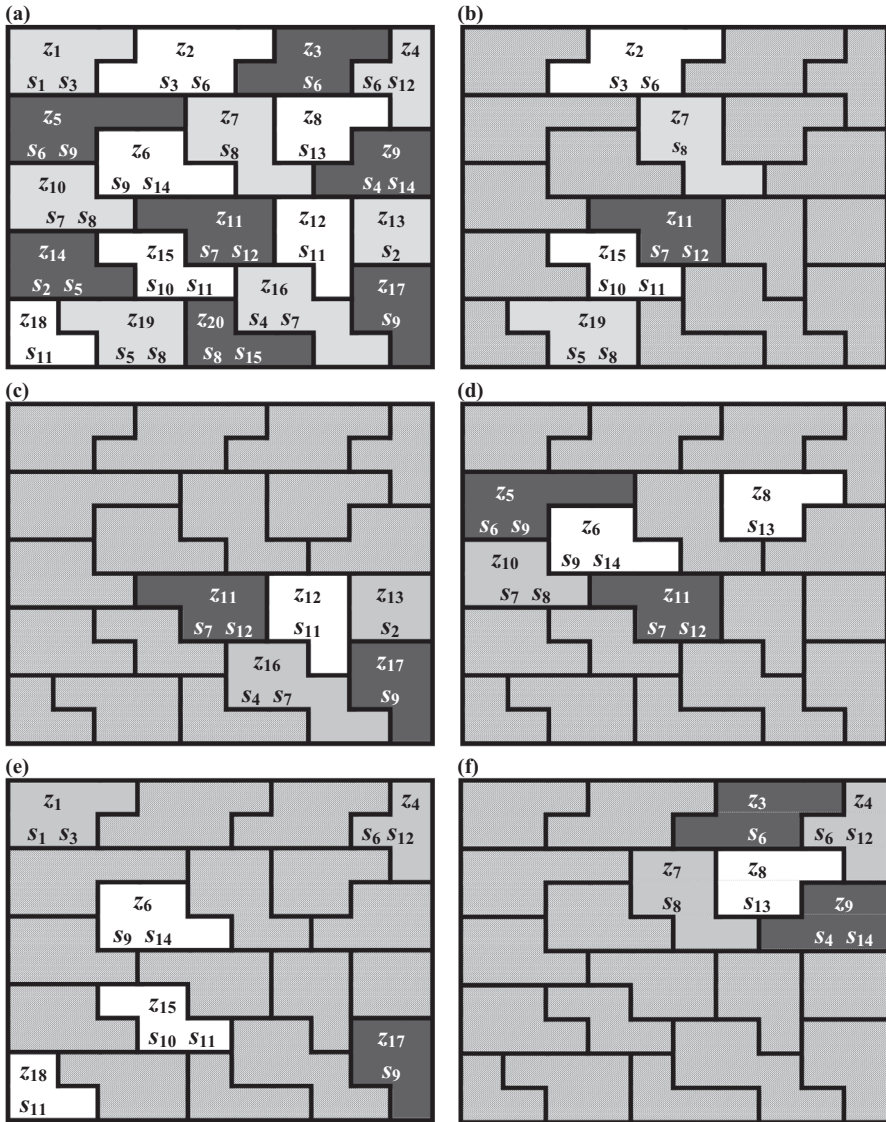 (a) (b)
z1 z2 z3 z4
s1 s3 s3 s6 s6 s6 s12
z5 z7 z8
s6 s9 z6 s8 s13 z9
s9 s14 s4 s14
z10 z11 z12 z13
s7 s8 s7 s12 s11 s2
z14 z15 z16 z17
s2 s5 s10 s11 s4 s7 s9
z18 z19 z20
s11 s5 s8 s8 s15
z2
s3 s6
z7
s8
z11
s7 s12
z15
s10 s11
z19
s5 s8
(c) (d)
z11 z12 z13
s7 s12 s11 s2
z16 z17
s4 s7 s9
z5 z8
s6 s9 z6 s13
s9 s14
z10 z11
s7 s8 s7 s12
(e) (f)
z1 z4
s1 s3 s6 s12
z6
s9 s14
z15
s10 s11 z17
z18 s9
s11
z3 z4
s6 s6 s12
z7 z8
s8 s13 z9
s4 s14